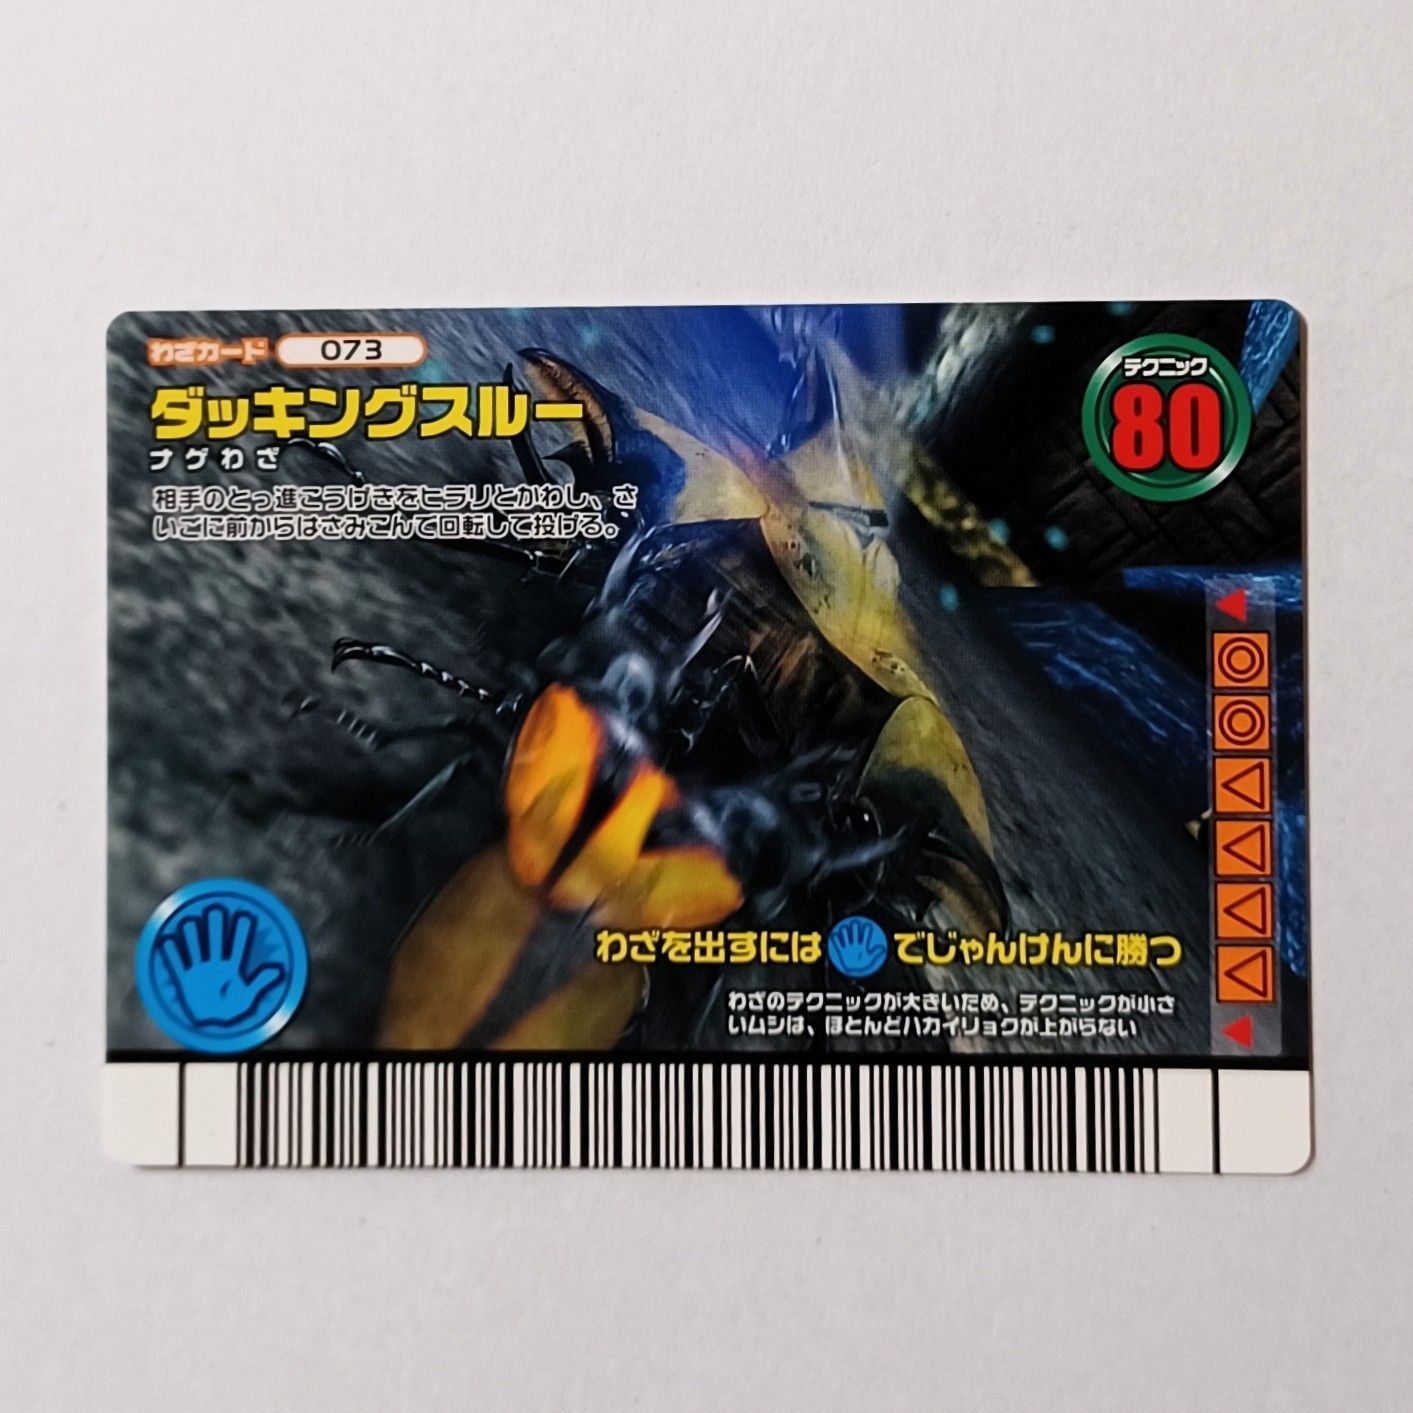 わざカード 073
ダッキングスルー
ナゲわざ
相手のとっ進こうげきをヒラリとかわし、さ
いごに前からはさみこんで回転して投げる。
テクニック
80
わざを出すには でじゃんけんに勝つ
わざのテクニックが大きいため、テクニックが小さ
いムシは、ほとんどハカイリョクが上がらない